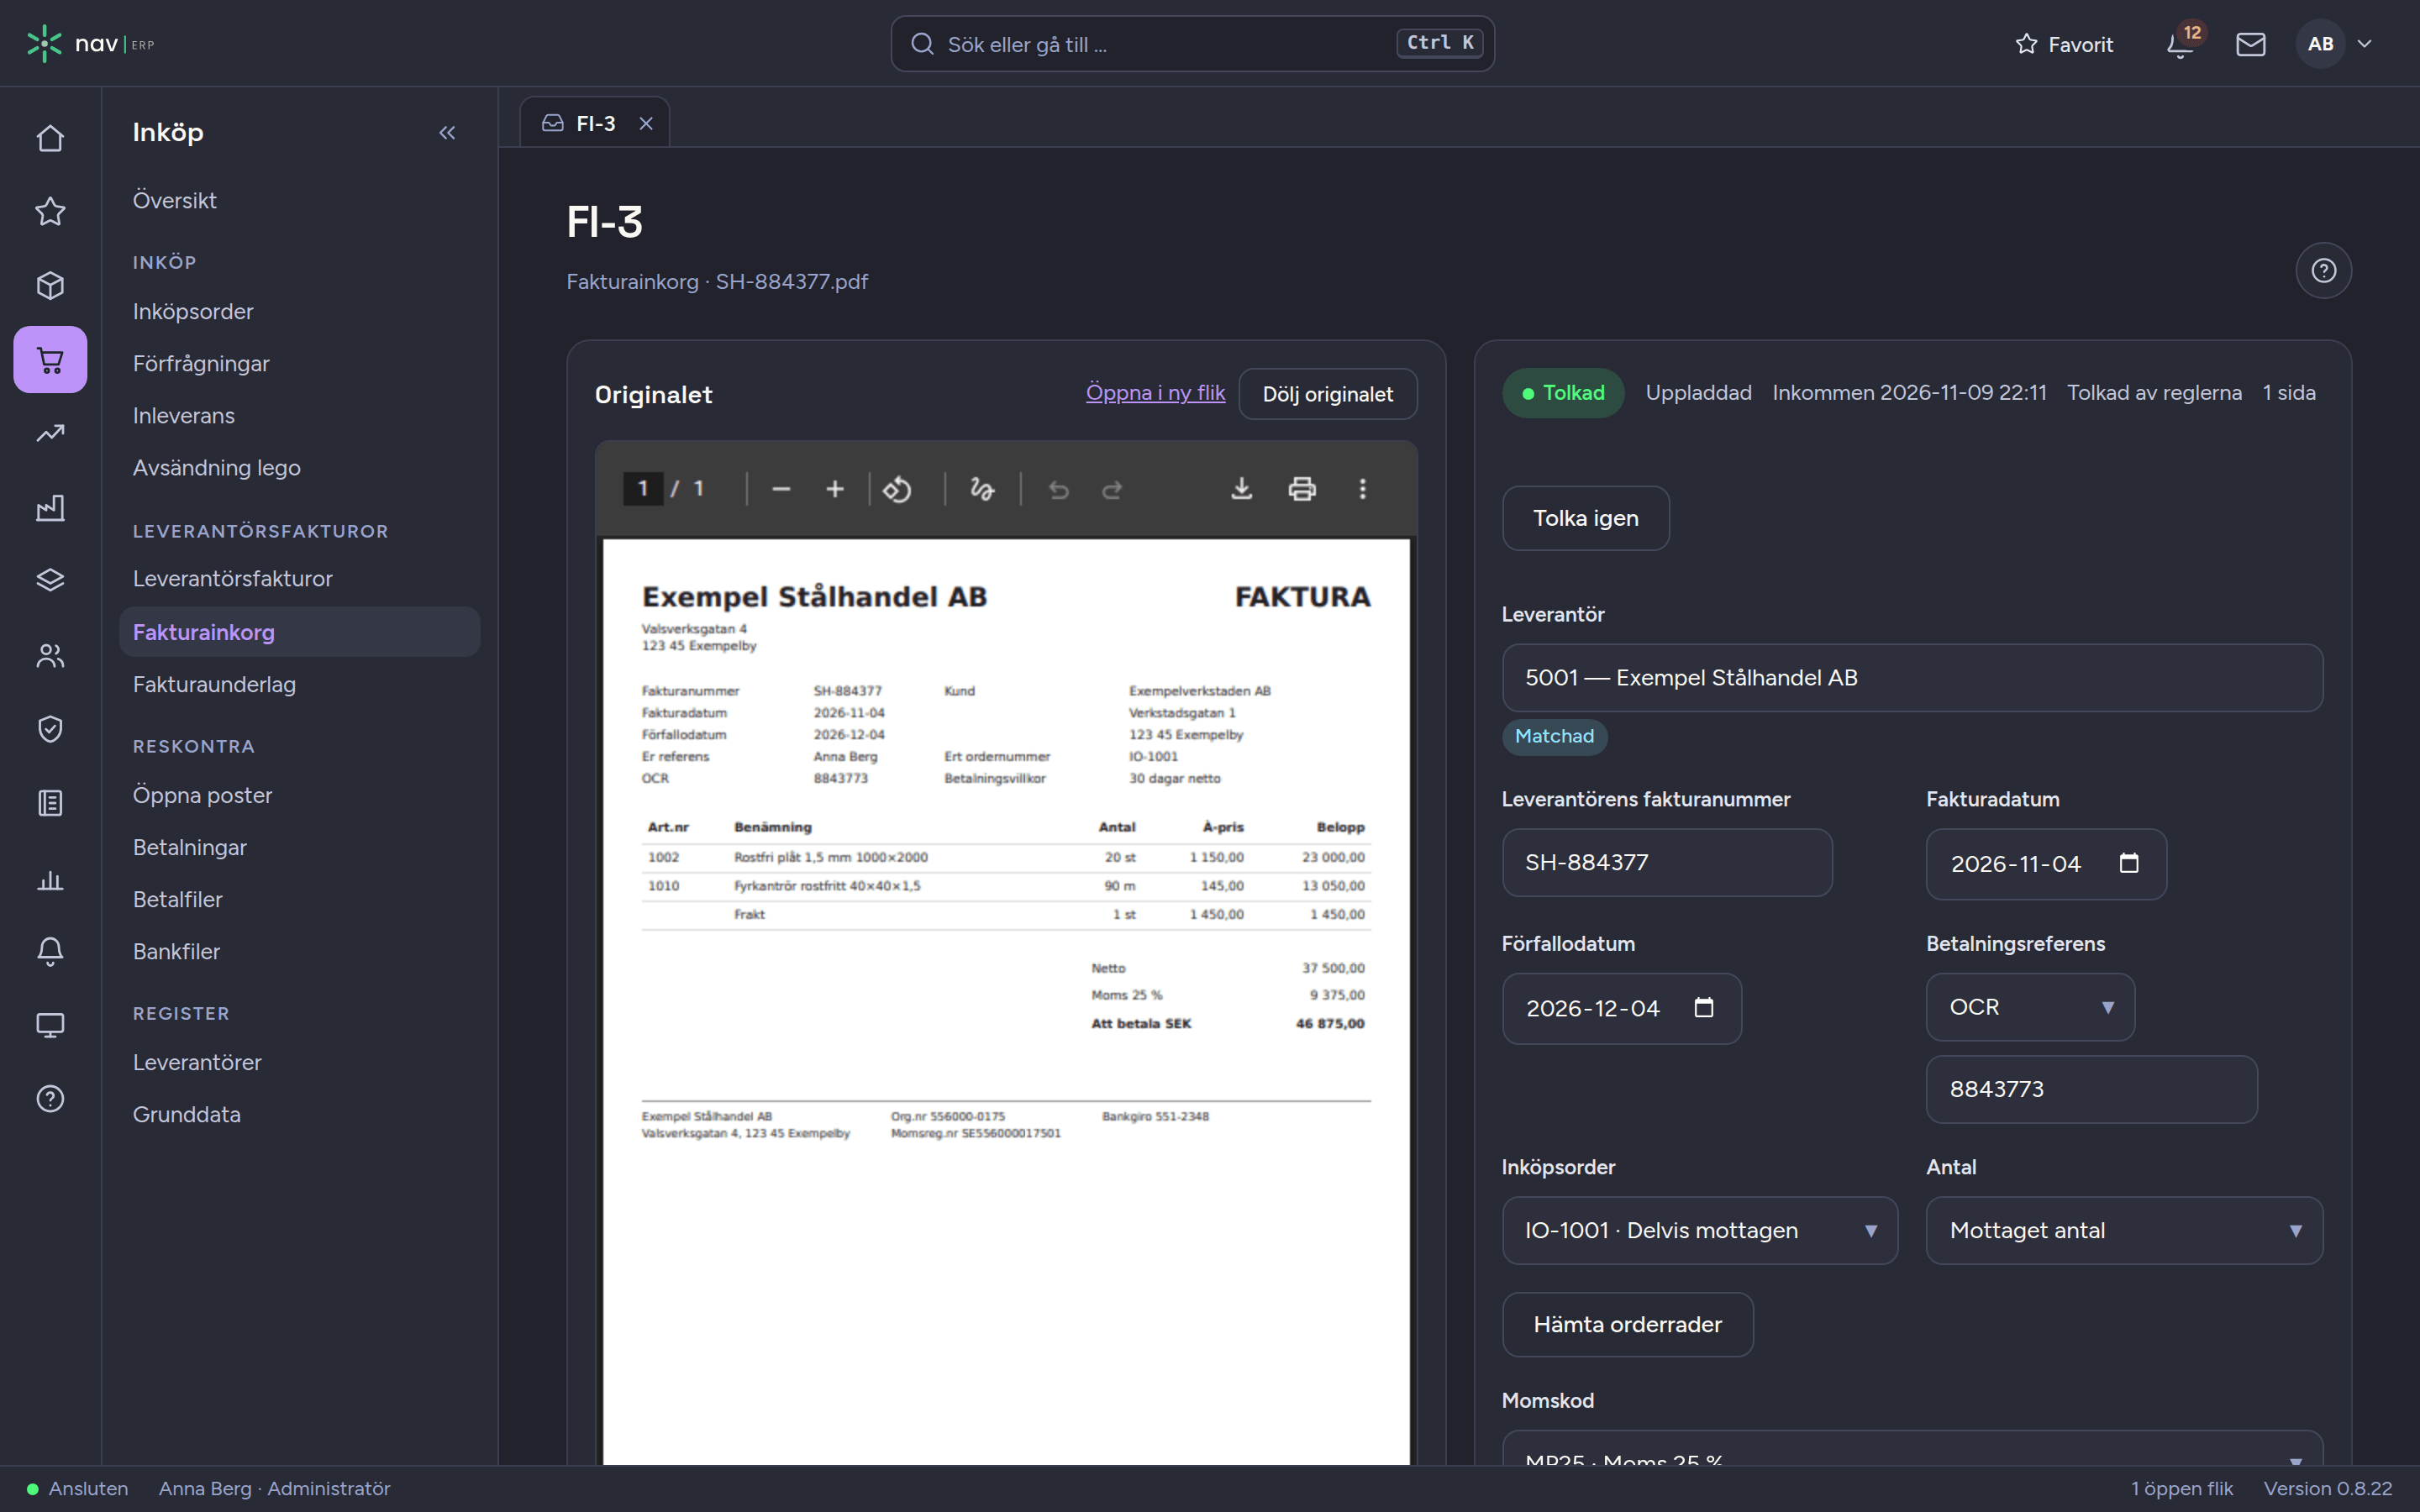 nav | ERP
Sök eller gå till ...
Ctrl K
Favorit
12
AB
Inköp
Översikt
INKÖP
Inköpsorder
Förfrågningar
Inleverans
Avsändning lego
LEVERANTÖRSFAKTUROR
Leverantörsfakturor
Fakturainkorg
Fakturaunderlag
RESKONTRA
Öppna poster
Betalningar
Betalfiler
Bankfiler
REGISTER
Leverantörer
Grunddata
FI-3
FI-3
Fakturainkorg · SH-884377.pdf
Originalet
Öppna i ny flik
Dölj originalet
1 / 1
Exempel Stålhandel AB FAKTURA
Valsverksgatan 4
123 45 Exempelby
Fakturanummer SH-884377 Kund Exempelverkstaden AB
Fakturadatum 2026-11-04 Verkstadsgatan 1
Förfallodatum 2026-12-04 123 45 Exempelby
Er referens Anna Berg Ert ordernummer IO-1001
OCR 8843773 Betalningsvillkor 30 dagar netto
Art.nr Benämning Antal À-pris Belopp
1002 Rostfri plåt 1,5 mm 1000×2000 20 st 1 150,00 23 000,00
1010 Fyrkantrör rostfritt 40×40×1,5 90 m 145,00 13 050,00
Frakt 1 st 1 450,00 1 450,00
Netto 37 500,00
Moms 25 % 9 375,00
Att betala SEK 46 875,00
Exempel Stålhandel AB Org.nr 556000-0175 Bankgiro 551-2348
Valsverksgatan 4, 123 45 Exempelby Momsreg.nr SE556000017501
Tolkad Uppladdad Inkommen 2026-11-09 22:11 Tolkad av reglerna 1 sida
Tolka igen
Leverantör
5001 — Exempel Stålhandel AB
Matchad
Leverantörens fakturanummer Fakturadatum
SH-884377 2026-11-04
Förfallodatum Betalningsreferens
2026-12-04 OCR
8843773
Inköpsorder Antal
IO-1001 · Delvis mottagen Mottaget antal
Hämta orderrader
Momskod
MP25 · Moms 25 %
Ansluten Anna Berg · Administratör 1 öppen flik Version 0.8.22